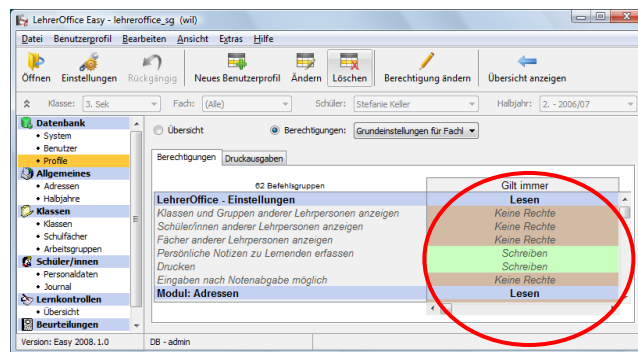 LehrerOffice Easy - lehreroffice_sg (wil)
Datei Benutzerprofil Bearbeiten Ansicht Extras Hilfe
Öffnen Einstellungen Rückgängig Neues Benutzerprofil Ändern Löschen Berechtigung ändern Übersicht anzeigen
Klasse: 3. Sek Fach: (Alle) Schüler: Stefanie Keller Halbjahr: 2. - 2006/07
Datenbank
• System
• Benutzer
• Profile
Allgemeines
• Adressen
• Halbjahre
Klassen
• Klassen
• Schulfächer
• Arbeitsgruppen
Schüler/innen
• Personaldaten
• Journal
Lernkontrollen
• Übersicht
Beurteilungen
Übersicht Berechtigungen: Grundeinstellungen für Fachl
Berechtigungen Druckausgaben
62 Befehlsgruppen Gilt immer
LehrerOffice - Einstellungen Lesen
Klassen und Gruppen anderer Lehrpersonen anzeigen Keine Rechte
Schüler/innen anderer Lehrpersonen anzeigen Keine Rechte
Fächer anderer Lehrpersonen anzeigen Keine Rechte
Persönliche Notizen zu Lernenden erfassen Schreiben
Drucken Schreiben
Eingaben nach Notenabgabe möglich Keine Rechte
Modul: Adressen Lesen
Version: Easy 2008.1.0 DB - admin